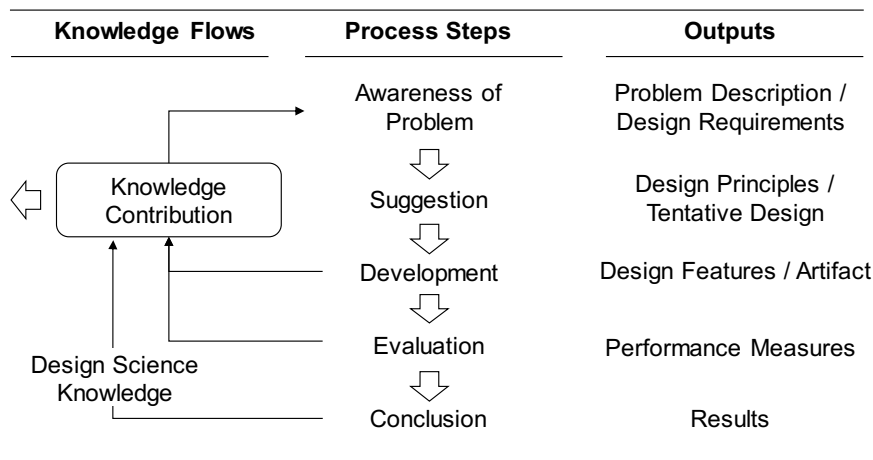 Knowledge Flows
Process Steps
Outputs
Awareness of
Problem
Problem Description /
Design Requirements
Knowledge
Contribution
Suggestion
Design Principles /
Tentative Design
Development
Design Features / Artifact
Evaluation
Performance Measures
Design Science
Knowledge
Conclusion
Results